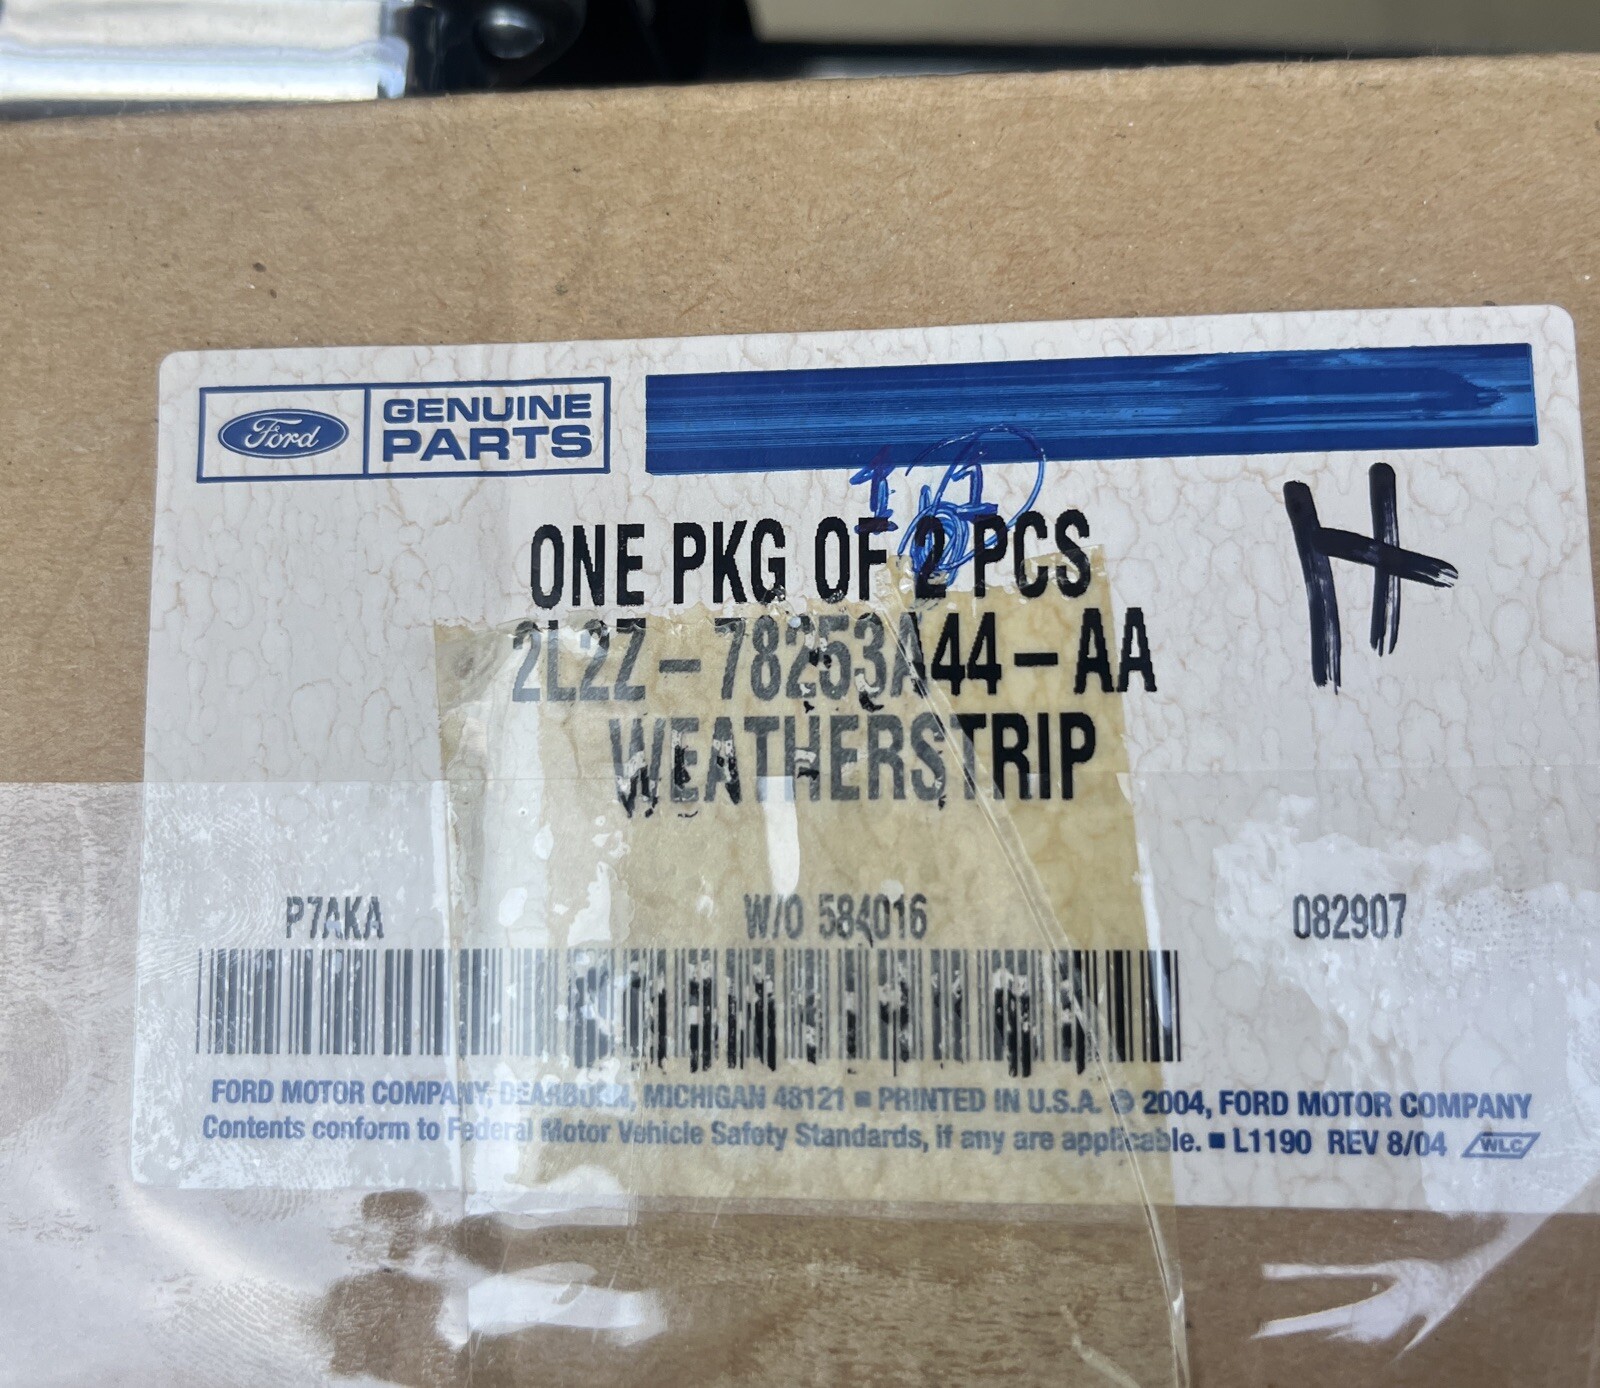 Ford GENUINE PARTS
ONE PKG OF 2 PCS
2L2Z-78253A44-AA
WEATHERSTRIP
H
P7AKA W/O 584016 082907
FORD MOTOR COMPANY, DEARBORN, MICHIGAN 48121 ■ PRINTED IN U.S.A. © 2004, FORD MOTOR COMPANY
Contents conform to Federal Motor Vehicle Safety Standards, if any are applicable. ■ L1190 REV 8/04 WLC